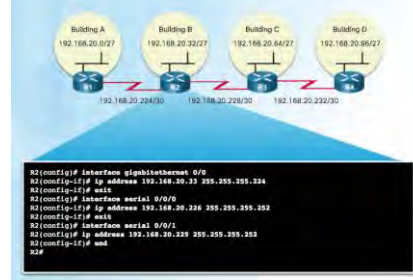 Building A
Building B
Building C
Building D
192.168.20.0/27
192.168.20.32/27
192.168.20.64/27
192.168.20.96/27
R1
R2
R3
R4
192.168.20.224/30
192.168.20.228/30
192.168.20.232/30
R2(config)# interface gigabitethernet 0/0
R2(config-if)# ip address 192.168.20.33 255.255.255.224
R2(config-if)# exit
R2(config)# interface serial 0/0/0
R2(config-if)# ip address 192.168.20.226 255.255.255.252
R2(config-if)# exit
R2(config)# interface serial 0/0/1
R2(config-if)# ip address 192.168.20.229 255.255.255.252
R2(config-if)# end
R2#